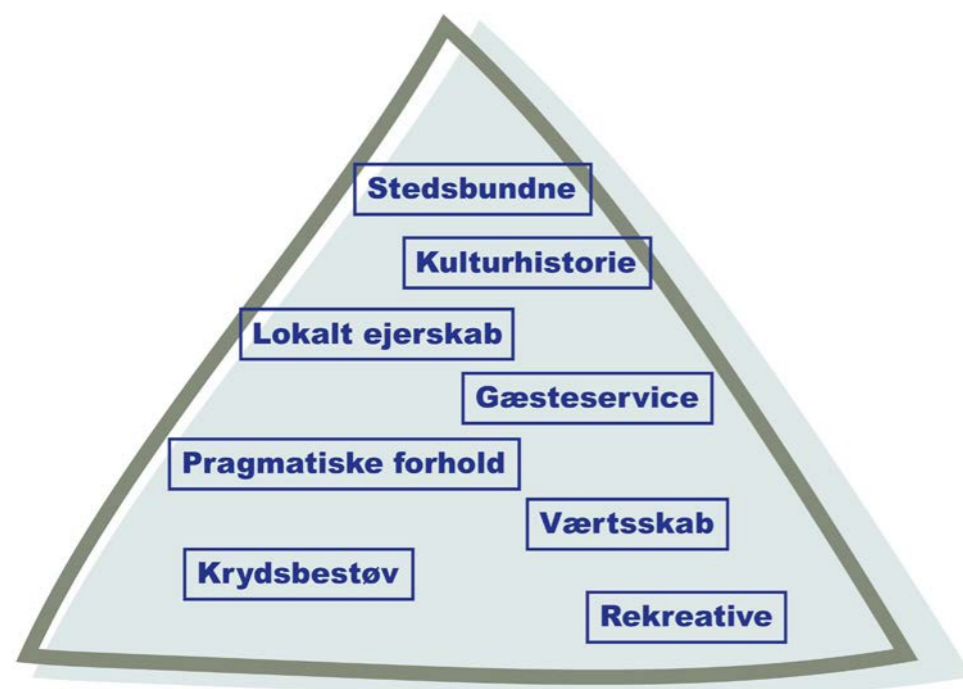 Stedsbundne
Kulturhistorie
Lokalt ejerskab
Gæsteservice
Pragmatiske forhold
Værtsskab
Krydsbestøv
Rekreative